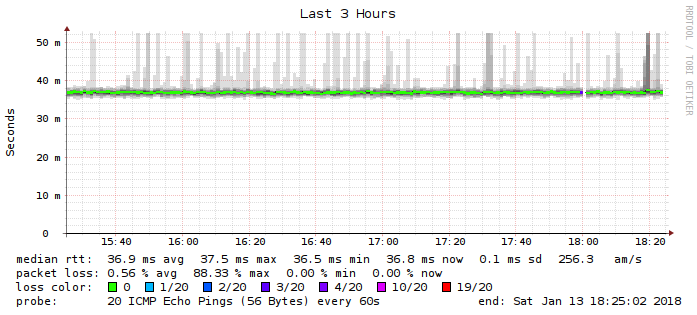 Last 3 Hours
RRDTOOL / TOBI OETIKER
Seconds
50 m
40 m
30 m
20 m
10 m
0
15:40 16:00 16:20 16:40 17:00 17:20 17:40 18:00 18:20
median rtt: 36.9 ms avg 37.5 ms max 36.5 ms min 36.8 ms now 0.1 ms sd 256.3 am/s
packet loss: 0.56 % avg 88.33 % max 0.00 % min 0.00 % now
loss color: 0 1/20 2/20 3/20 4/20 10/20 19/20
probe: 20 ICMP Echo Pings (56 Bytes) every 60s end: Sat Jan 13 18:25:02 2018